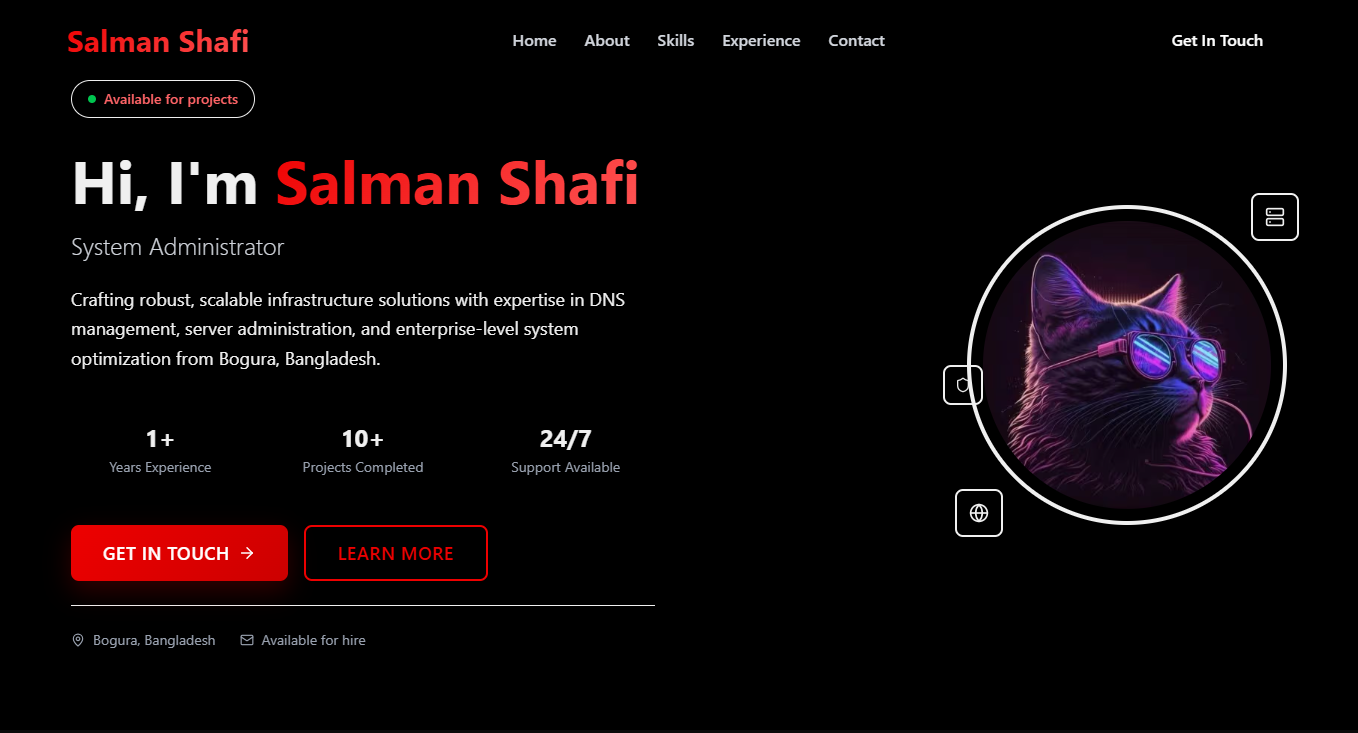 Salman Shafi
Home About Skills Experience Contact
Get In Touch
Available for projects
Hi, I'm Salman Shafi
System Administrator
Crafting robust, scalable infrastructure solutions with expertise in DNS
management, server administration, and enterprise-level system
optimization from Bogura, Bangladesh.
1+
Years Experience
10+
Projects Completed
24/7
Support Available
GET IN TOUCH
LEARN MORE
Bogura, Bangladesh
Available for hire